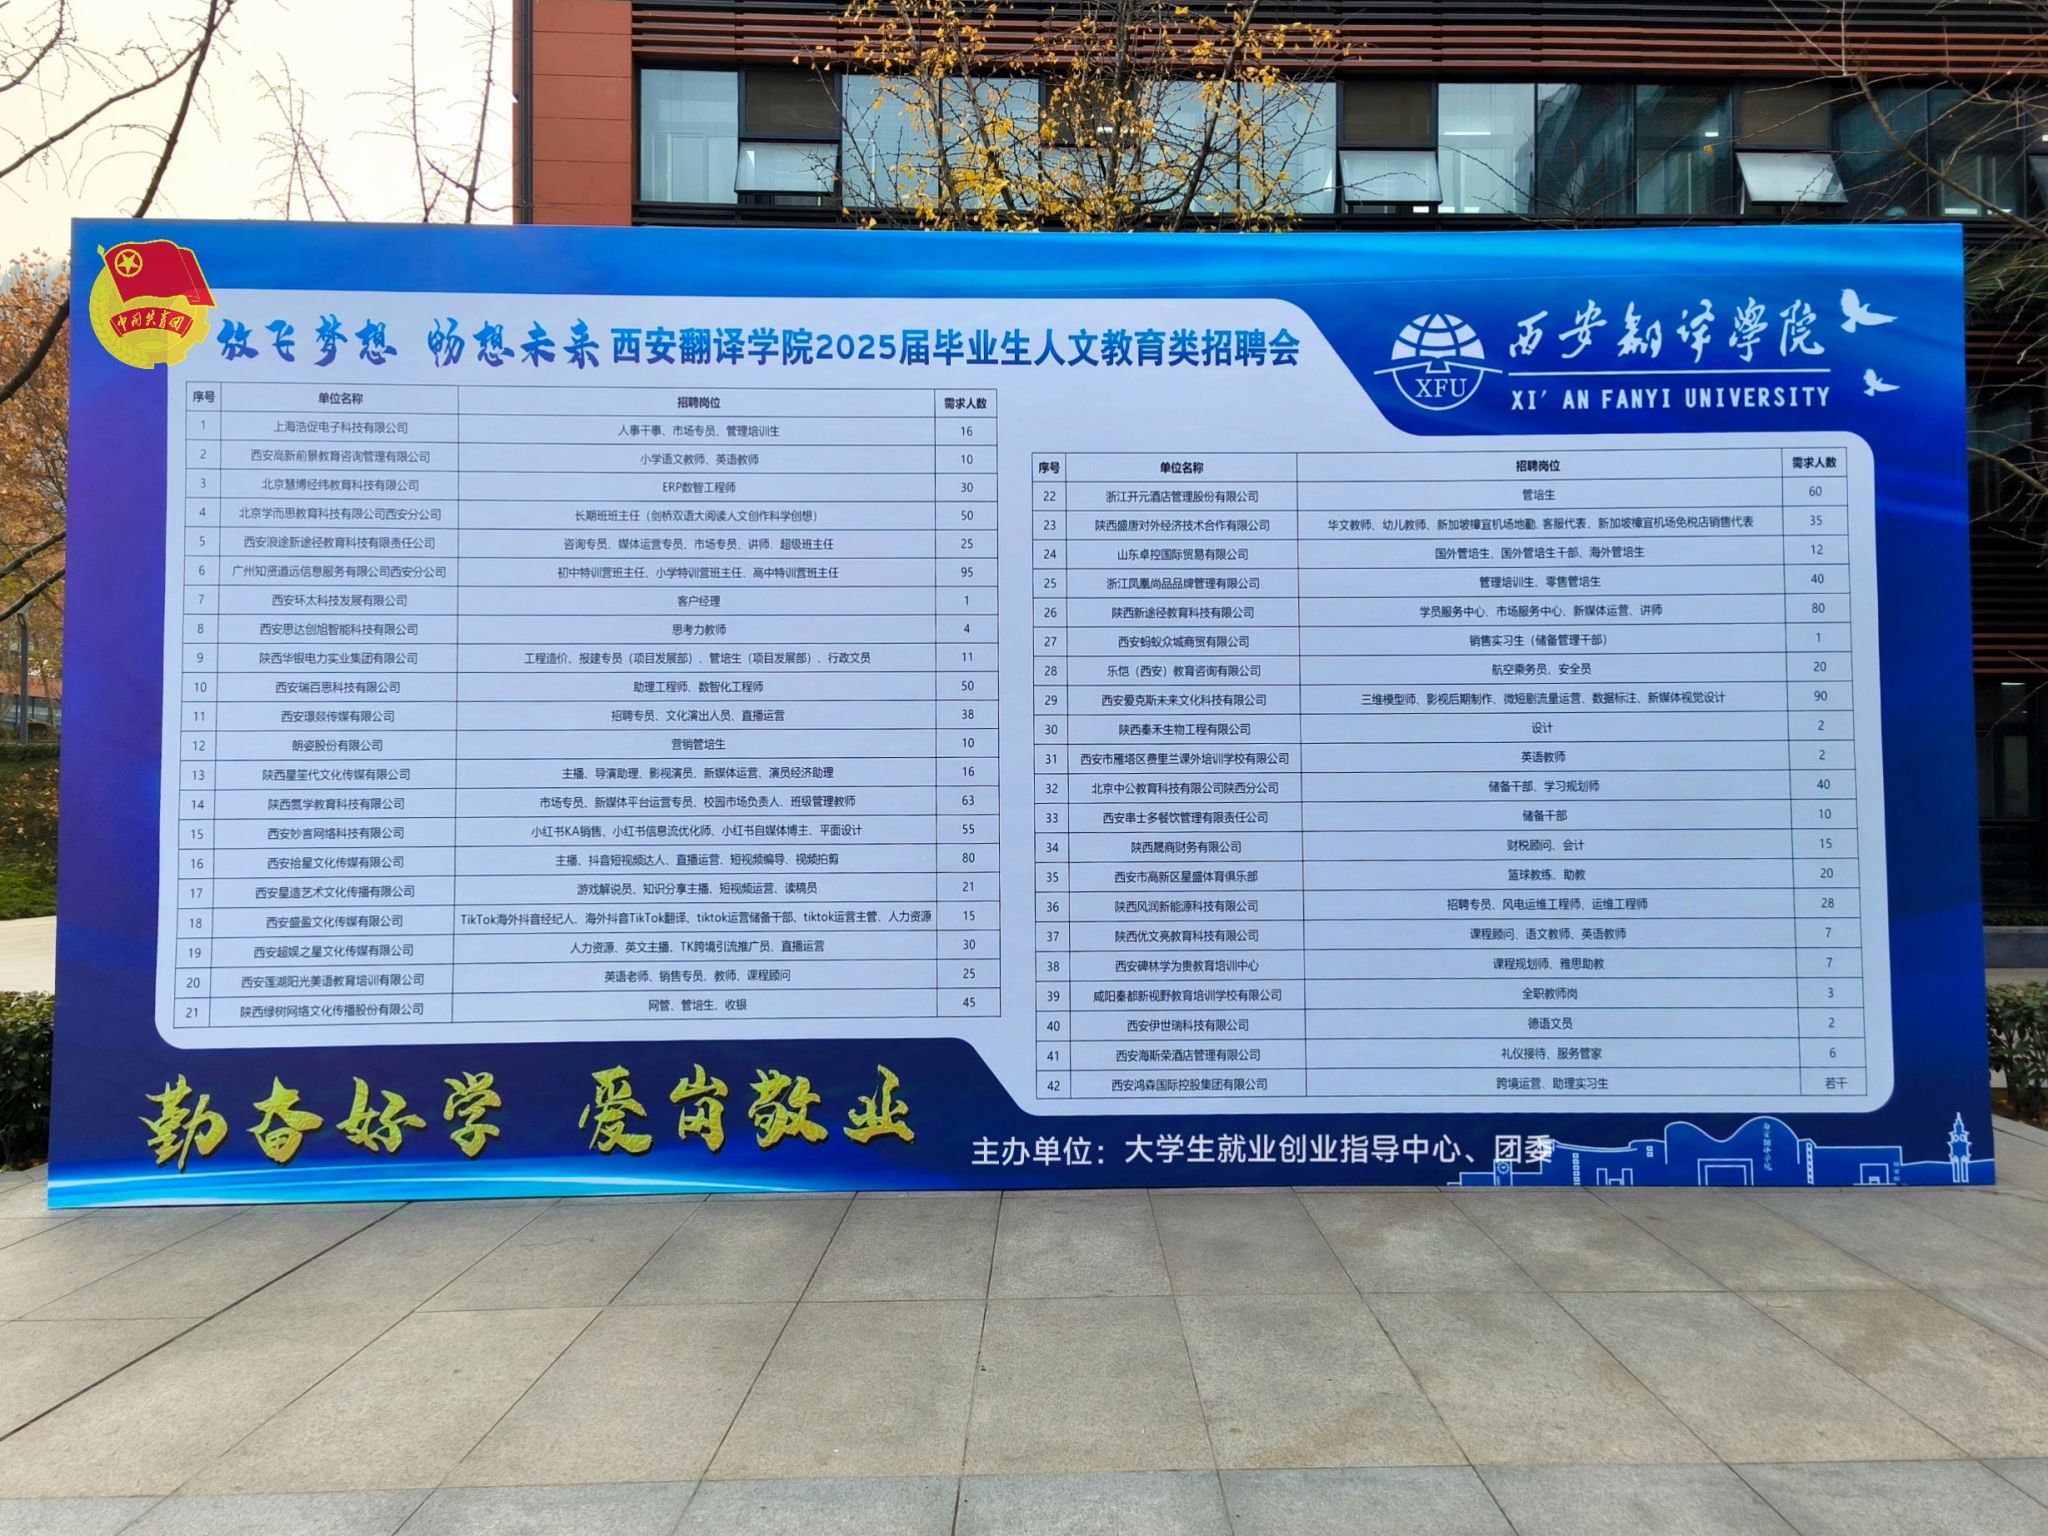 中国共青团
放飞梦想 畅想未来 西安翻译学院2025届毕业生人文教育类招聘会
西安翻译学院
XFU
XI' AN FANYI UNIVERSITY
序号 单位名称 招聘岗位 需求人数
1 上海浩促电子科技有限公司 人事干事、市场专员、管理培训生 16
2 西安高新前景教育咨询管理有限公司 小学语文教师、英语教师 10
3 北京慧博经纬教育科技有限公司 ERP数智工程师 30
4 北京学而思教育科技有限公司西安分公司 长期班班主任（剑桥双语大阅读人文创作科学创想） 50
5 西安浪途新途径教育科技有限责任公司 咨询专员、媒体运营专员、市场专员、讲师、超级班主任 25
6 广州知贤道远信息服务有限公司西安分公司 初中特训营班主任、小学特训营班主任、高中特训营班主任 95
7 西安环太科技发展有限公司 客户经理 1
8 西安思达创旭智能科技有限公司 思考力教师 4
9 陕西华银电力实业集团有限公司 工程造价、报建专员（项目发展部）、管培生（项目发展部）、行政文员 11
10 西安瑞百思科技有限公司 助理工程师、数智化工程师 50
11 西安璟燚传媒有限公司 招聘专员、文化演出人员、直播运营 38
12 朗姿股份有限公司 营销管培生 10
13 陕西星笙代文化传媒有限公司 主播、导演助理、影视演员、新媒体运营、演员经济助理 16
14 陕西氮学教育科技有限公司 市场专员、新媒体平台运营专员、校园市场负责人、班级管理教师 63
15 西安妙言网络科技有限公司 小红书KA销售、小红书信息流优化师、小红书自媒体博主、平面设计 55
16 西安拾星文化传媒有限公司 主播、抖音短视频达人、直播运营、短视频编导、视频拍剪 80
17 西安星造艺术文化传播有限公司 游戏解说员、知识分享主播、短视频运营、读稿员 21
18 西安盛盈文化传媒有限公司 TikTok海外抖音经纪人、海外抖音TikTok翻译、tiktok运营储备干部、tiktok运营主管、人力资源 15
19 西安超娱之星文化传媒有限公司 人力资源、英文主播、TK跨境引流推广员、直播运营 30
20 西安莲湖阳光美语教育培训有限公司 英语老师、销售专员、教师、课程顾问 25
21 陕西绿树网络文化传播股份有限公司 网管、管培生、收银 45
序号 单位名称 招聘岗位 需求人数
22 浙江开元酒店管理股份有限公司 管培生 60
23 陕西盛唐对外经济技术合作有限公司 华文教师、幼儿教师、新加坡樟宜机场地勤、客服代表、新加坡樟宜机场免税店销售代表 35
24 山东卓控国际贸易有限公司 国外管培生、国外管培生干部、海外管培生 12
25 浙江凤凰尚品品牌管理有限公司 管理培训生、零售管培生 40
26 陕西新途径教育科技有限公司 学员服务中心、市场服务中心、新媒体运营、讲师 80
27 西安蚂蚁众城商贸有限公司 销售实习生（储备管理干部） 1
28 乐恺（西安）教育咨询有限公司 航空乘务员、安全员 20
29 西安爱克斯未来文化科技有限公司 三维模型师、影视后期制作、微短剧流量运营、数据标注、新媒体视觉设计 90
30 陕西秦禾生物工程有限公司 设计 2
31 西安市雁塔区费里兰课外培训学校有限公司 英语教师 2
32 北京中公教育科技有限公司陕西分公司 储备干部、学习规划师 40
33 西安串士多餐饮管理有限责任公司 储备干部 10
34 陕西晟商财务有限公司 财税顾问、会计 15
35 西安市高新区星盛体育俱乐部 篮球教练、助教 20
36 陕西风润新能源科技有限公司 招聘专员、风电运维工程师、运维工程师 28
37 陕西优文亮教育科技有限公司 课程顾问、语文教师、英语教师 7
38 西安碑林学为贵教育培训中心 课程规划师、雅思助教 7
39 咸阳秦都新视野教育培训学校有限公司 全职教师岗 3
40 西安伊世瑞科技有限公司 德语文员 2
41 西安海斯荣酒店管理有限公司 礼仪接待、服务管家 6
42 西安鸿森国际控股集团有限公司 跨境运营、助理实习生 若干
勤奋好学 爱岗敬业
主办单位：大学生就业创业指导中心、团委
西安翻译学院